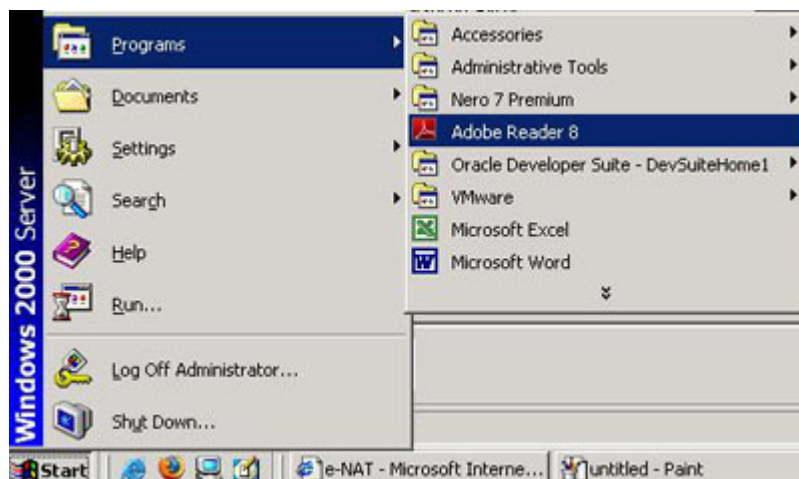 Programs
Documents
Settings
Search
Help
Run...
Log Off Administrator...
Shut Down...
Windows 2000 Server
Accessories
Administrative Tools
Nero 7 Premium
Adobe Reader 8
Oracle Developer Suite - DevSuiteHome1
VMware
Microsoft Excel
Microsoft Word
Start
e-NAT - Microsoft Interne...
untitled - Paint